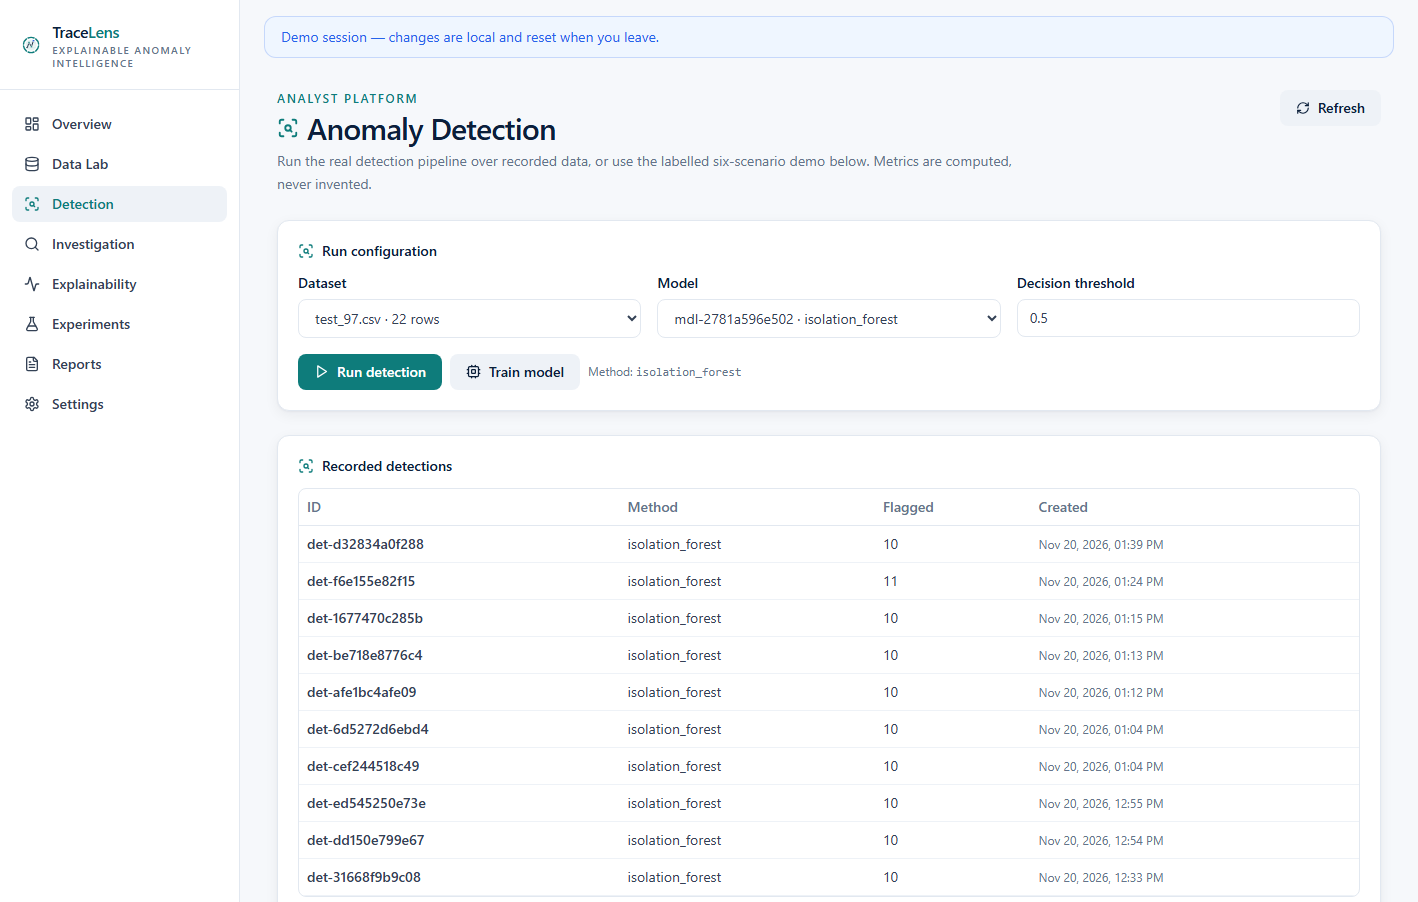 TraceLens
EXPLAINABLE ANOMALY
INTELLIGENCE
Overview
Data Lab
Detection
Investigation
Explainability
Experiments
Reports
Settings
Demo session — changes are local and reset when you leave.
ANALYST PLATFORM
Anomaly Detection
Refresh
Run the real detection pipeline over recorded data, or use the labelled six-scenario demo below. Metrics are computed,
never invented.
Run configuration
Dataset Model Decision threshold
test_97.csv · 22 rows mdl-2781a596e502 · isolation_forest 0.5
Run detection Train model Method: isolation_forest
Recorded detections
ID Method Flagged Created
det-d32834a0f288 isolation_forest 10 Nov 20, 2026, 01:39 PM
det-f6e155e82f15 isolation_forest 11 Nov 20, 2026, 01:24 PM
det-1677470c285b isolation_forest 10 Nov 20, 2026, 01:15 PM
det-be718e8776c4 isolation_forest 10 Nov 20, 2026, 01:13 PM
det-afe1bc4afe09 isolation_forest 10 Nov 20, 2026, 01:12 PM
det-6d5272d6ebd4 isolation_forest 10 Nov 20, 2026, 01:04 PM
det-cef244518c49 isolation_forest 10 Nov 20, 2026, 01:04 PM
det-ed545250e73e isolation_forest 10 Nov 20, 2026, 12:55 PM
det-dd150e799e67 isolation_forest 10 Nov 20, 2026, 12:54 PM
det-31668f9b9c08 isolation_forest 10 Nov 20, 2026, 12:33 PM